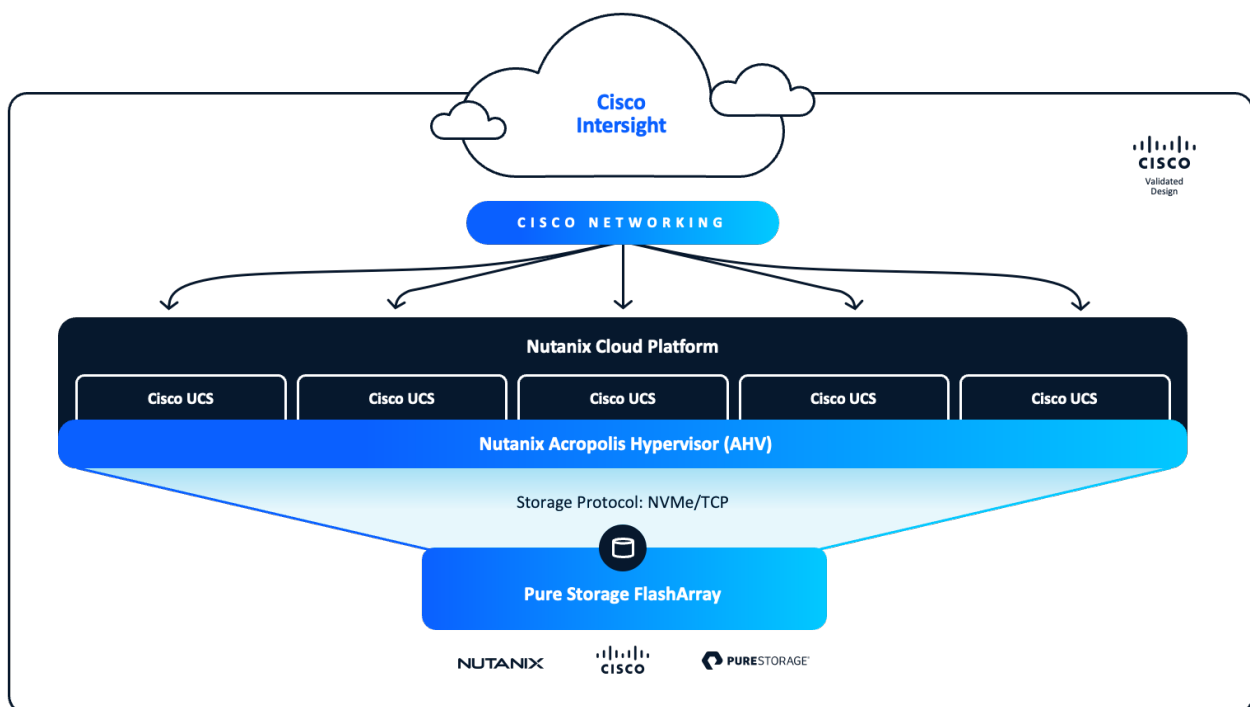 Cisco
Intersight
CISCO
Validated
Design
CISCO NETWORKING
Nutanix Cloud Platform
Cisco UCS
Cisco UCS
Cisco UCS
Cisco UCS
Cisco UCS
Nutanix Acropolis Hypervisor (AHV)
Storage Protocol: NVMe/TCP
Pure Storage FlashArray
NUTANIX
CISCO
PURESTORAGE